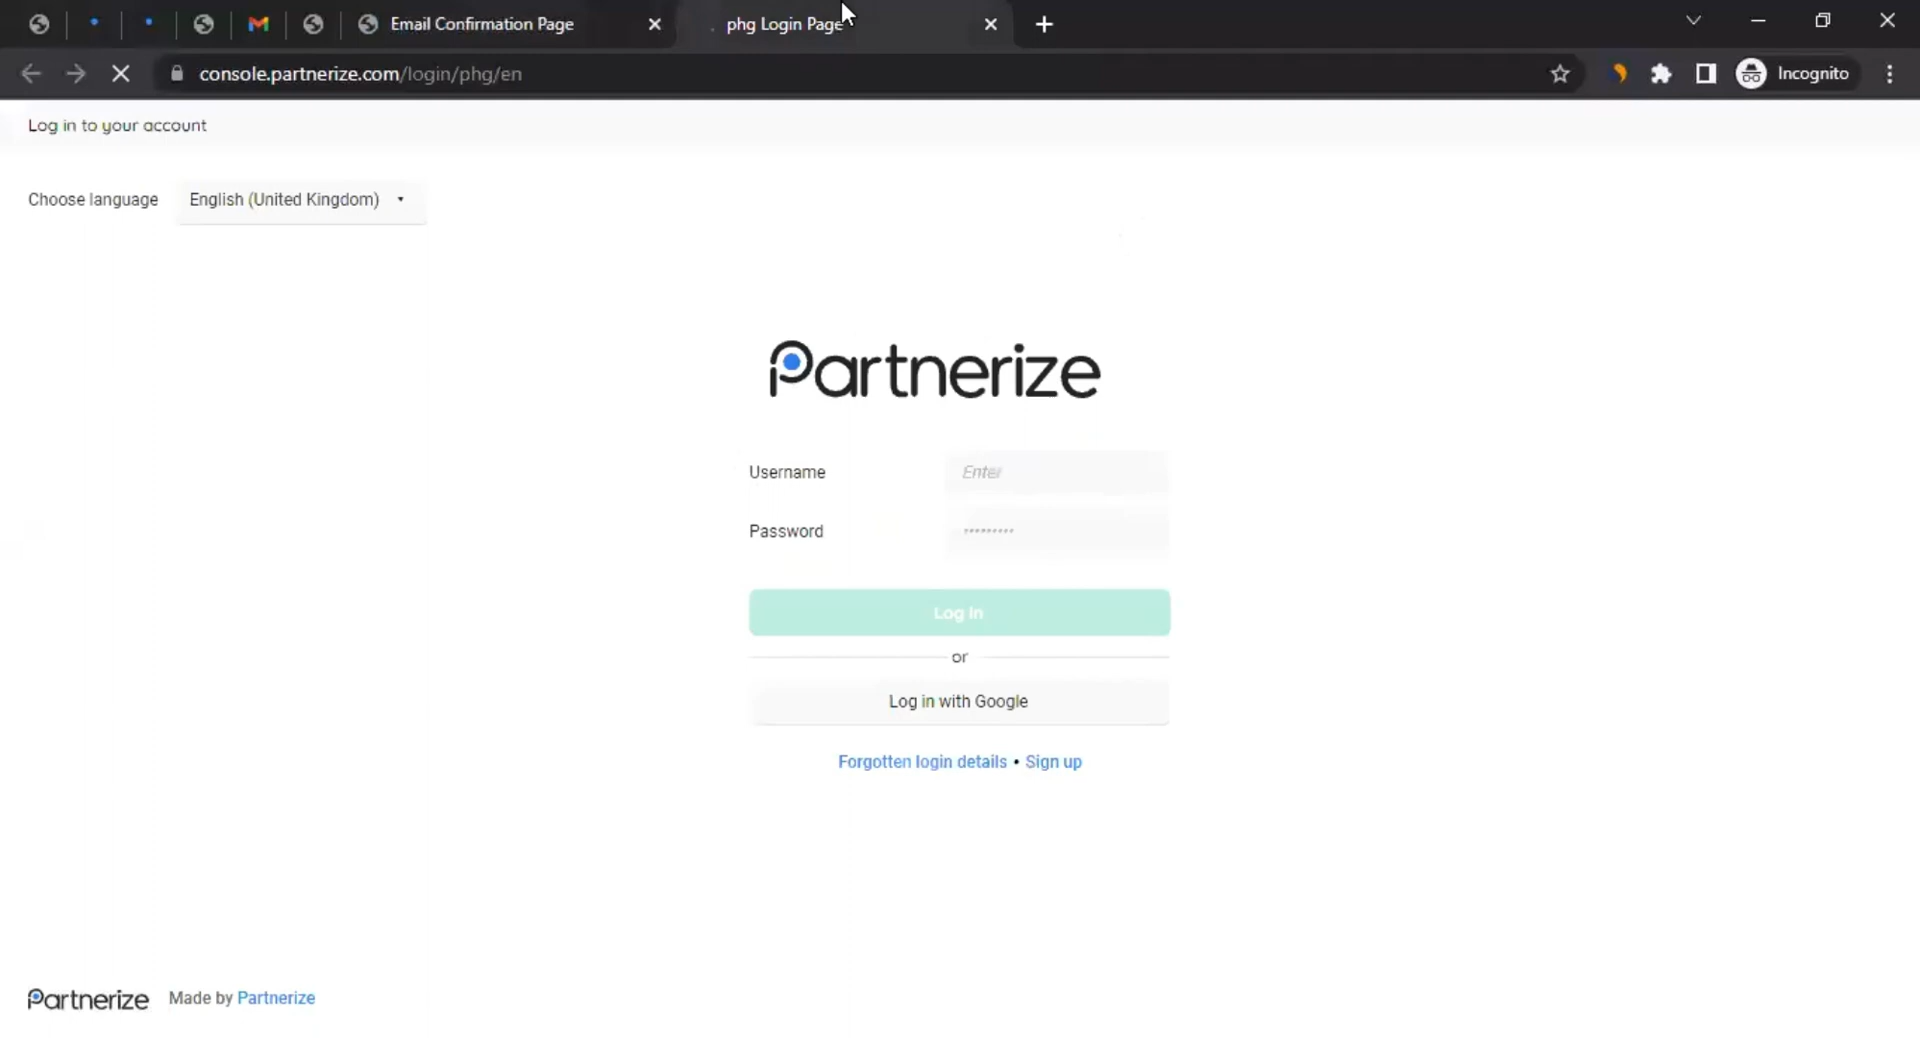 Email Confirmation Page
phg Login Page
console.partnerize.com/login/phg/en
Incognito
Log in to your account
Choose language
English (United Kingdom)
Partnerize
Username
Enter
Password
Log In
or
Log in with Google
Forgotten login details • Sign up
Partnerize
Made by Partnerize